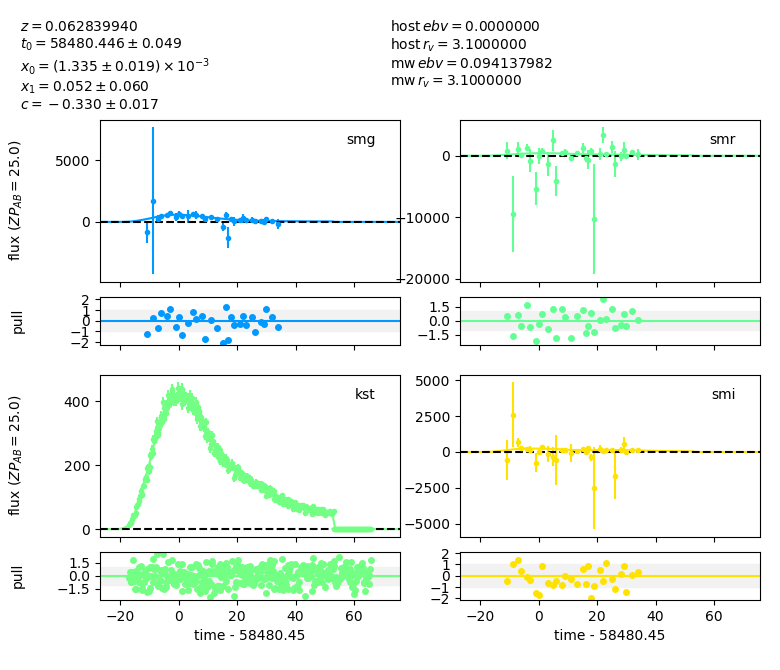 z = 0.062839940
t₀ = 58480.446 ± 0.049
x₀ = (1.335 ± 0.019) × 10⁻³
x₁ = 0.052 ± 0.060
c = −0.330 ± 0.017
host ebv = 0.0000000
host r_v = 3.1000000
mw ebv = 0.094137982
mw r_v = 3.1000000
smg
5000
0
flux (ZP_AB = 25.0)
smr
0
−10000
−20000
2
1
0
−1
−2
pull
1.5
0.0
−1.5
kst
400
200
0
flux (ZP_AB = 25.0)
smi
5000
2500
0
−2500
−5000
1.5
0.0
−1.5
pull
−20 0 20 40 60
time - 58480.45
2
1
0
−1
−2
−20 0 20 40 60
time - 58480.45